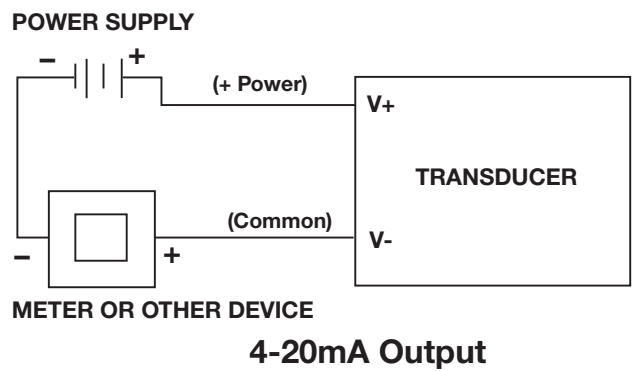 POWER SUPPLY
− +
(+ Power)
V+
TRANSDUCER
(Common)
V-
− +
METER OR OTHER DEVICE
4-20mA Output